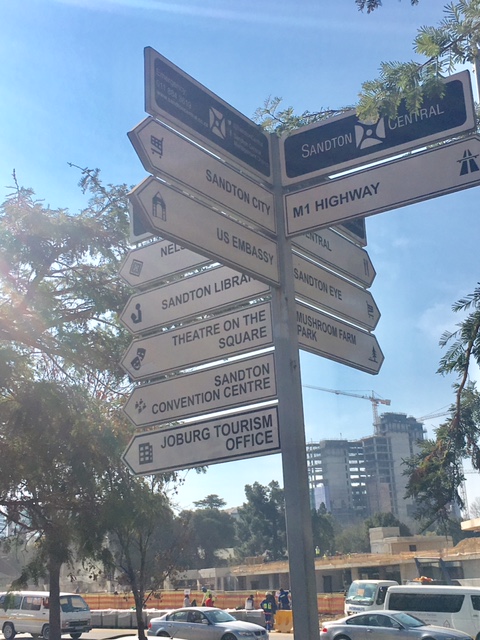 SANDTON CENTRAL
M1 HIGHWAY
SANDTON CITY
US EMBASSY
SANDTON
THEATRE ON THE
SQUARE
SANDTON
CONVENTION CENTRE
JOBURG TOURISM
OFFICE
SANDTON EYE
MUSHROOM FARM
PARK